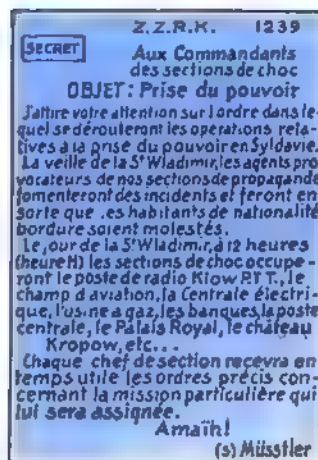 Z.Z.R.K. 1239
SECRET
Aux Commandants
des sections de choc
OBJET: Prise du pouvoir
J'attire votre attention sur l'ordre dans le-
quel se dérouteront les opérations rela-
tives à la prise du pouvoir en Syldavie.
La veille de la St Wladimir, les agents pro-
vocateurs de nos sections de propagande
fomenteront des incidents et feront en
sorte que les habitants de nationalité
bordure soient molestés.
Le jour de la St Wladimir, à 12 heures
(heure H) les sections de choc occupe-
ront le poste de radio Klow P.T.T., le
champ d'aviation, la Centrale électri-
que, l'usine à gaz, les banques, la poste
centrale, le Palais Royal, le château
Kropow, etc...
Chaque chef de section recevra en
temps utile les ordres précis con-
cernant la mission particulière qui
lui sera assignée.
Amaïh!
(s) Müsstler